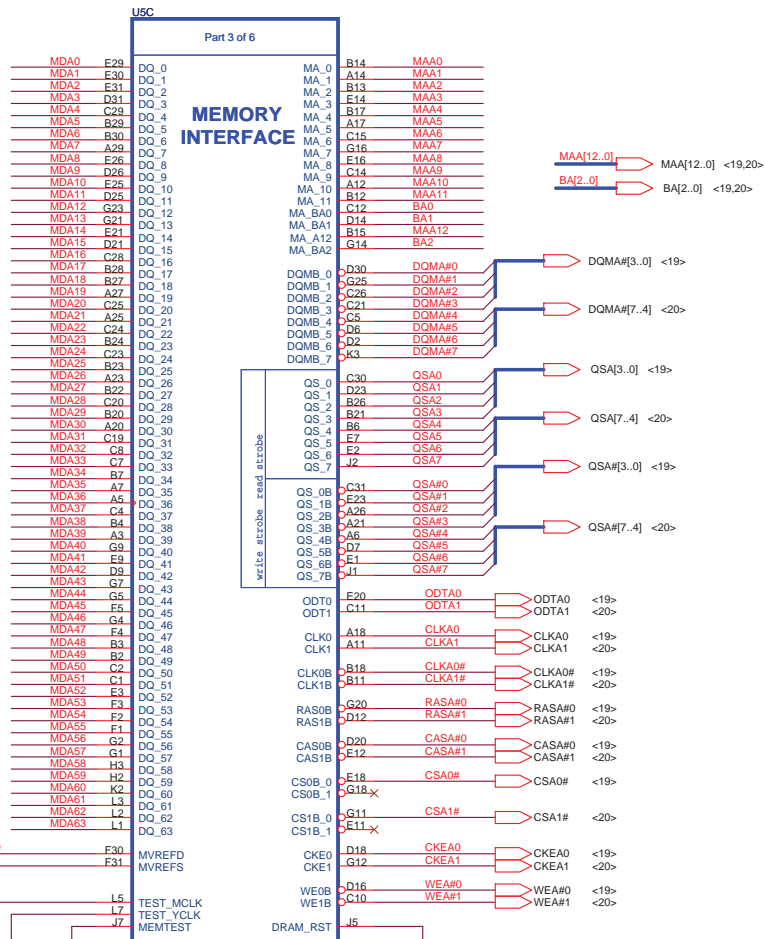 U5C
Part 3 of 6
MEMORY
INTERFACE
MDA0 E29 DQ_0
MDA1 E30 DQ_1
MDA2 E31 DQ_2
MDA3 D31 DQ_3
MDA4 C29 DQ_4
MDA5 B29 DQ_5
MDA6 B30 DQ_6
MDA7 A29 DQ_7
MDA8 E26 DQ_8
MDA9 D26 DQ_9
MDA10 E25 DQ_10
MDA11 D25 DQ_11
MDA12 G23 DQ_12
MDA13 G21 DQ_13
MDA14 E21 DQ_14
MDA15 D21 DQ_15
MDA16 C28 DQ_16
MDA17 B28 DQ_17
MDA18 B27 DQ_18
MDA19 A27 DQ_19
MDA20 C25 DQ_20
MDA21 A25 DQ_21
MDA22 C24 DQ_22
MDA23 B24 DQ_23
MDA24 C23 DQ_24
MDA25 B23 DQ_25
MDA26 A23 DQ_26
MDA27 B22 DQ_27
MDA28 C20 DQ_28
MDA29 B20 DQ_29
MDA30 A20 DQ_30
MDA31 C19 DQ_31
MDA32 C8 DQ_32
MDA33 C7 DQ_33
MDA34 B7 DQ_34
MDA35 A7 DQ_35
MDA36 A5 DQ_36
MDA37 C4 DQ_37
MDA38 B4 DQ_38
MDA39 A3 DQ_39
MDA40 G9 DQ_40
MDA41 E9 DQ_41
MDA42 D9 DQ_42
MDA43 G7 DQ_43
MDA44 G5 DQ_44
MDA45 F5 DQ_45
MDA46 G4 DQ_46
MDA47 F4 DQ_47
MDA48 B3 DQ_48
MDA49 B2 DQ_49
MDA50 C2 DQ_50
MDA51 C1 DQ_51
MDA52 E3 DQ_52
MDA53 F3 DQ_53
MDA54 F2 DQ_54
MDA55 F1 DQ_55
MDA56 G2 DQ_56
MDA57 G1 DQ_57
MDA58 H3 DQ_58
MDA59 H2 DQ_59
MDA60 K2 DQ_60
MDA61 L3 DQ_61
MDA62 L2 DQ_62
MDA63 L1 DQ_63
F30 MVREFD
F31 MVREFS
L5 TEST_MCLK
L7 TEST_YCLK
J7 MEMTEST
read strobe
write strobe
MA_0 B14 MAA0
MA_1 A14 MAA1
MA_2 B13 MAA2
MA_3 E14 MAA3
MA_4 B17 MAA4
MA_5 A17 MAA5
MA_6 C15 MAA6
MA_7 G16 MAA7
MA_8 E16 MAA8
MA_9 C14 MAA9
MA_10 A12 MAA10
MA_11 B12 MAA11
MA_BA0 C12 BA0
MA_BA1 D14 BA1
MA_A12 B15 MAA12
MA_BA2 G14 BA2
MAA[12..0] MAA[12..0] <19,20>
BA[2..0] BA[2..0] <19,20>
DQMB_0 D30 DQMA#0
DQMB_1 G25 DQMA#1
DQMB_2 C26 DQMA#2
DQMB_3 C21 DQMA#3
DQMB_4 C5 DQMA#4
DQMB_5 D6 DQMA#5
DQMB_6 D2 DQMA#6
DQMB_7 K3 DQMA#7
DQMA#[3..0] <19>
DQMA#[7..4] <20>
QS_0 C30 QSA0
QS_1 D23 QSA1
QS_2 B26 QSA2
QS_3 B21 QSA3
QS_4 B6 QSA4
QS_5 E7 QSA5
QS_6 E2 QSA6
QS_7 J2 QSA7
QSA[3..0] <19>
QSA[7..4] <20>
QS_0B C31 QSA#0
QS_1B E23 QSA#1
QS_2B A26 QSA#2
QS_3B A21 QSA#3
QS_4B A6 QSA#4
QS_5B D7 QSA#5
QS_6B E1 QSA#6
QS_7B J1 QSA#7
QSA#[3..0] <19>
QSA#[7..4] <20>
ODT0 E20 ODTA0 ODTA0 <19>
ODT1 C11 ODTA1 ODTA1 <20>
CLK0 A18 CLKA0 CLKA0 <19>
CLK1 A11 CLKA1 CLKA1 <20>
CLK0B B18 CLKA0# CLKA0# <19>
CLK1B B11 CLKA1# CLKA1# <20>
RAS0B G20 RASA#0 RASA#0 <19>
RAS1B D12 RASA#1 RASA#1 <20>
CAS0B D20 CASA#0 CASA#0 <19>
CAS1B E12 CASA#1 CASA#1 <20>
CS0B_0 E18 CSA0# CSA0# <19>
CS0B_1 G18
CS1B_0 G11 CSA1# CSA1# <20>
CS1B_1 E11
CKE0 D18 CKEA0 CKEA0 <19>
CKE1 G12 CKEA1 CKEA1 <20>
WE0B D16 WEA#0 WEA#0 <19>
WE1B C10 WEA#1 WEA#1 <20>
DRAM_RST J5